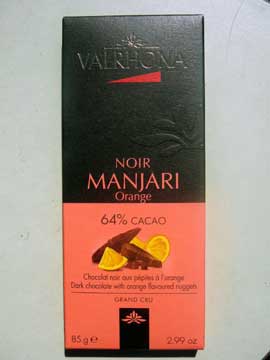 VALRHONA
NOIR
MANJARI
Orange
64% CACAO
Chocolat noir aux pépites à l'orange
Dark chocolate with orange flavoured nuggets
GRAND CRU
85 g e 2.99 oz